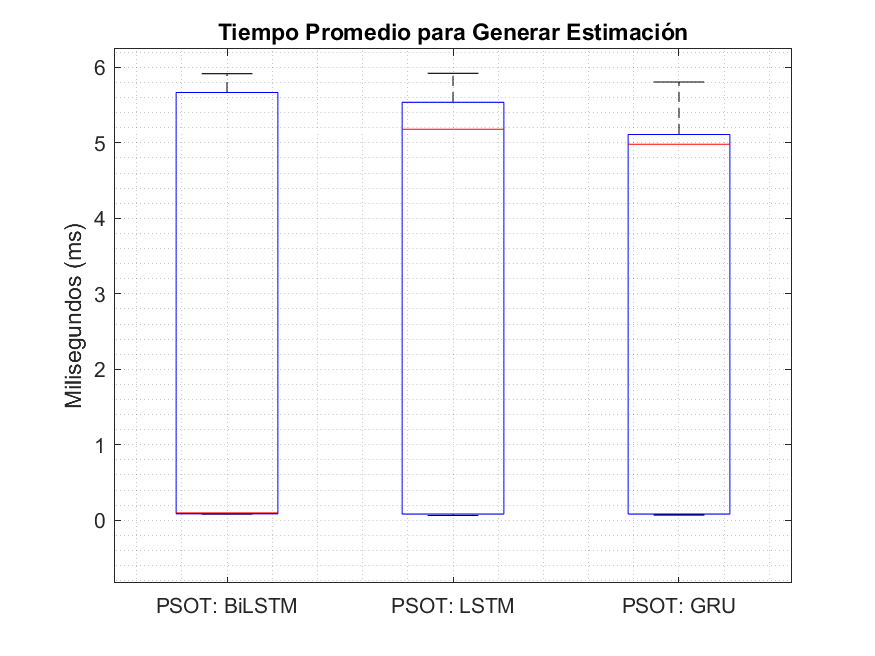 Tiempo Promedio para Generar Estimación
6
5
4
3
2
1
0
Milisegundos (ms)
PSOT: BiLSTM
PSOT: LSTM
PSOT: GRU